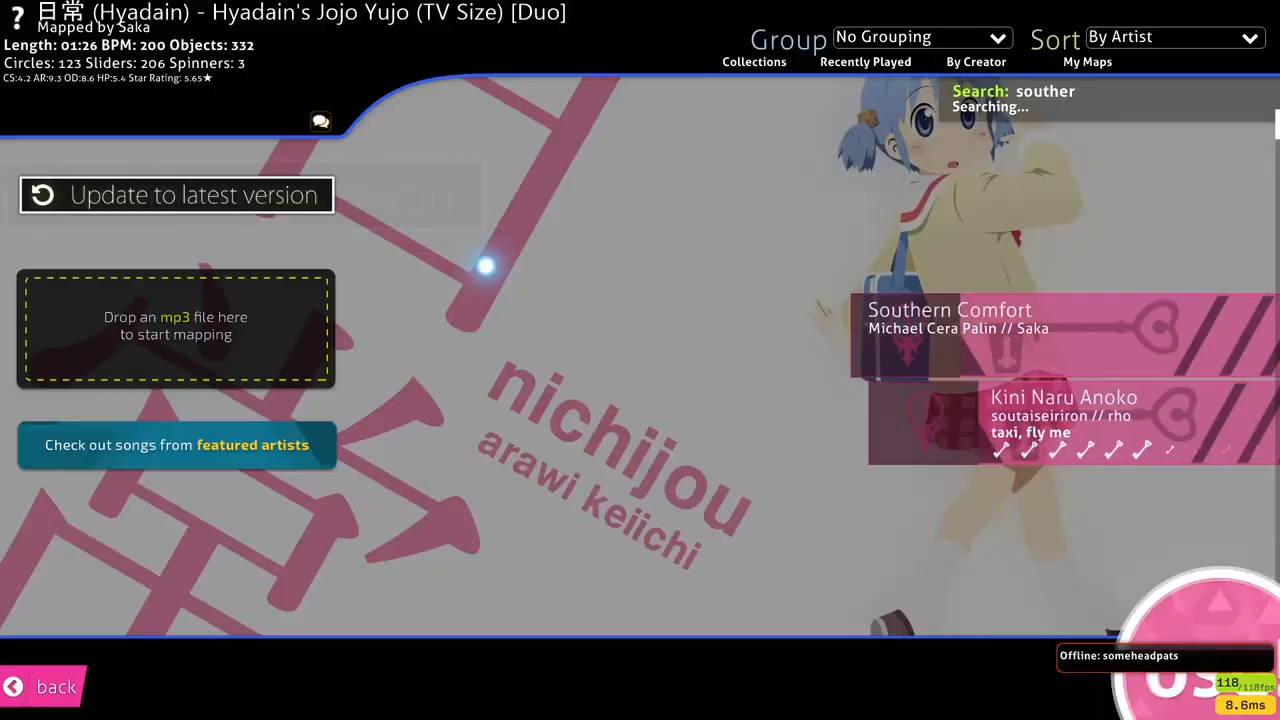 日常 (Hyadain) - Hyadain's Jojo Yujo (TV Size) [Duo]
Mapped by Saka
Length: 01:26 BPM: 200 Objects: 332
Circles: 123 Sliders: 206 Spinners: 3
CS:4.2 AR:9.3 OD:8.6 HP:5.4 Star Rating: 5.65★
Group No Grouping
Sort By Artist
Collections Recently Played By Creator My Maps
Search: souther
Searching...
Update to latest version
Drop an mp3 file here
to start mapping
Check out songs from featured artists
nichijou
arawi keiichi
Southern Comfort
Michael Cera Palin // Saka
Kini Naru Anoko
soutaiseiriron // rho
taxi, fly me
back
Offline: someheadpats
118/118fps
8.6ms